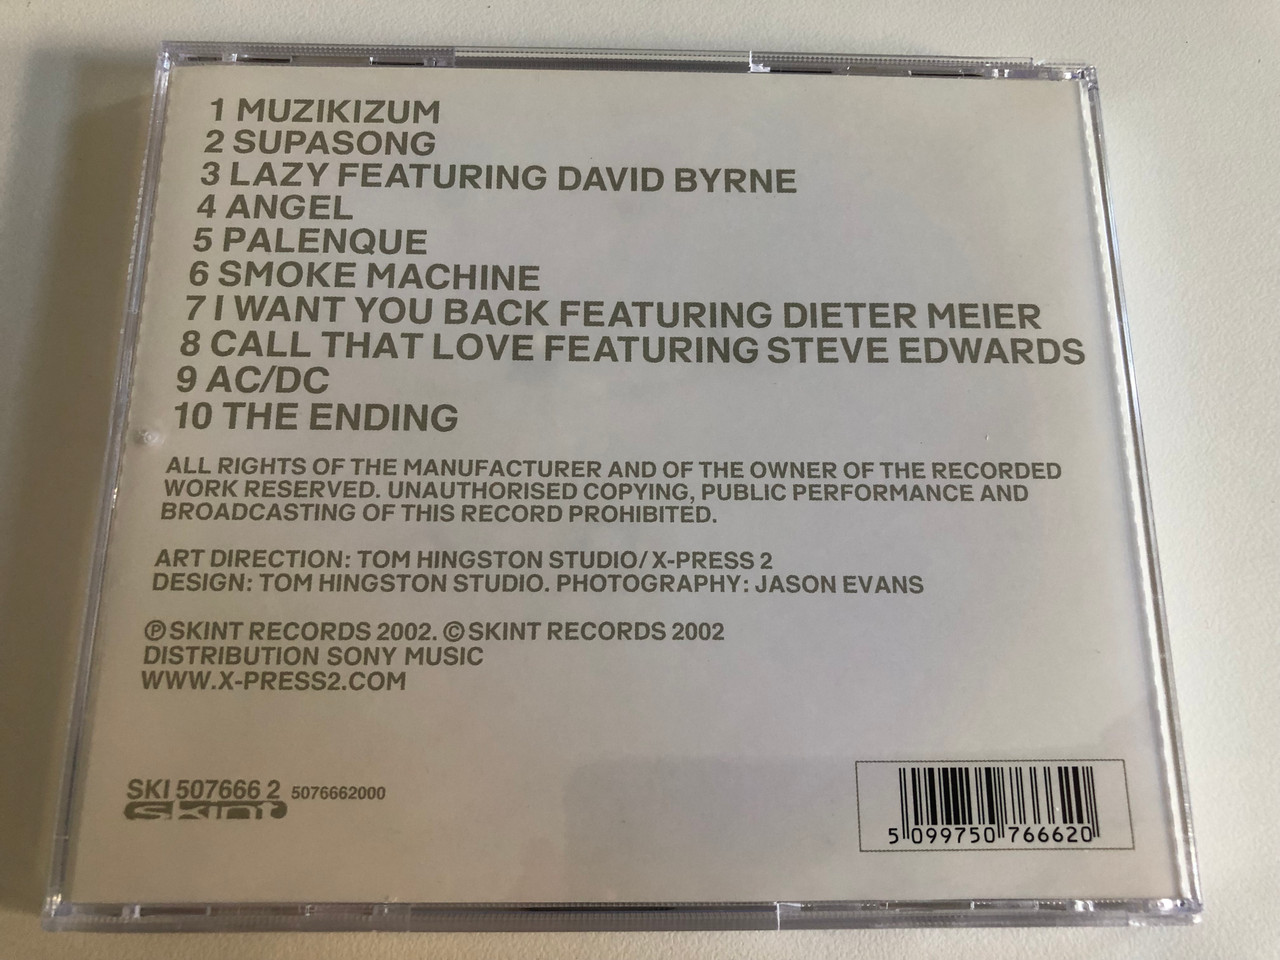 1 MUZIKIZUM
2 SUPASONG
3 LAZY FEATURING DAVID BYRNE
4 ANGEL
5 PALENQUE
6 SMOKE MACHINE
7 I WANT YOU BACK FEATURING DIETER MEIER
8 CALL THAT LOVE FEATURING STEVE EDWARDS
9 AC/DC
10 THE ENDING
ALL RIGHTS OF THE MANUFACTURER AND OF THE OWNER OF THE RECORDED
WORK RESERVED. UNAUTHORISED COPYING, PUBLIC PERFORMANCE AND
BROADCASTING OF THIS RECORD PROHIBITED.
ART DIRECTION: TOM HINGSTON STUDIO/ X-PRESS 2
DESIGN: TOM HINGSTON STUDIO. PHOTOGRAPHY: JASON EVANS
℗ SKINT RECORDS 2002. © SKINT RECORDS 2002
DISTRIBUTION SONY MUSIC
WWW.X-PRESS2.COM
SKI 507666 2 5076662000
skint
5 099750 766620